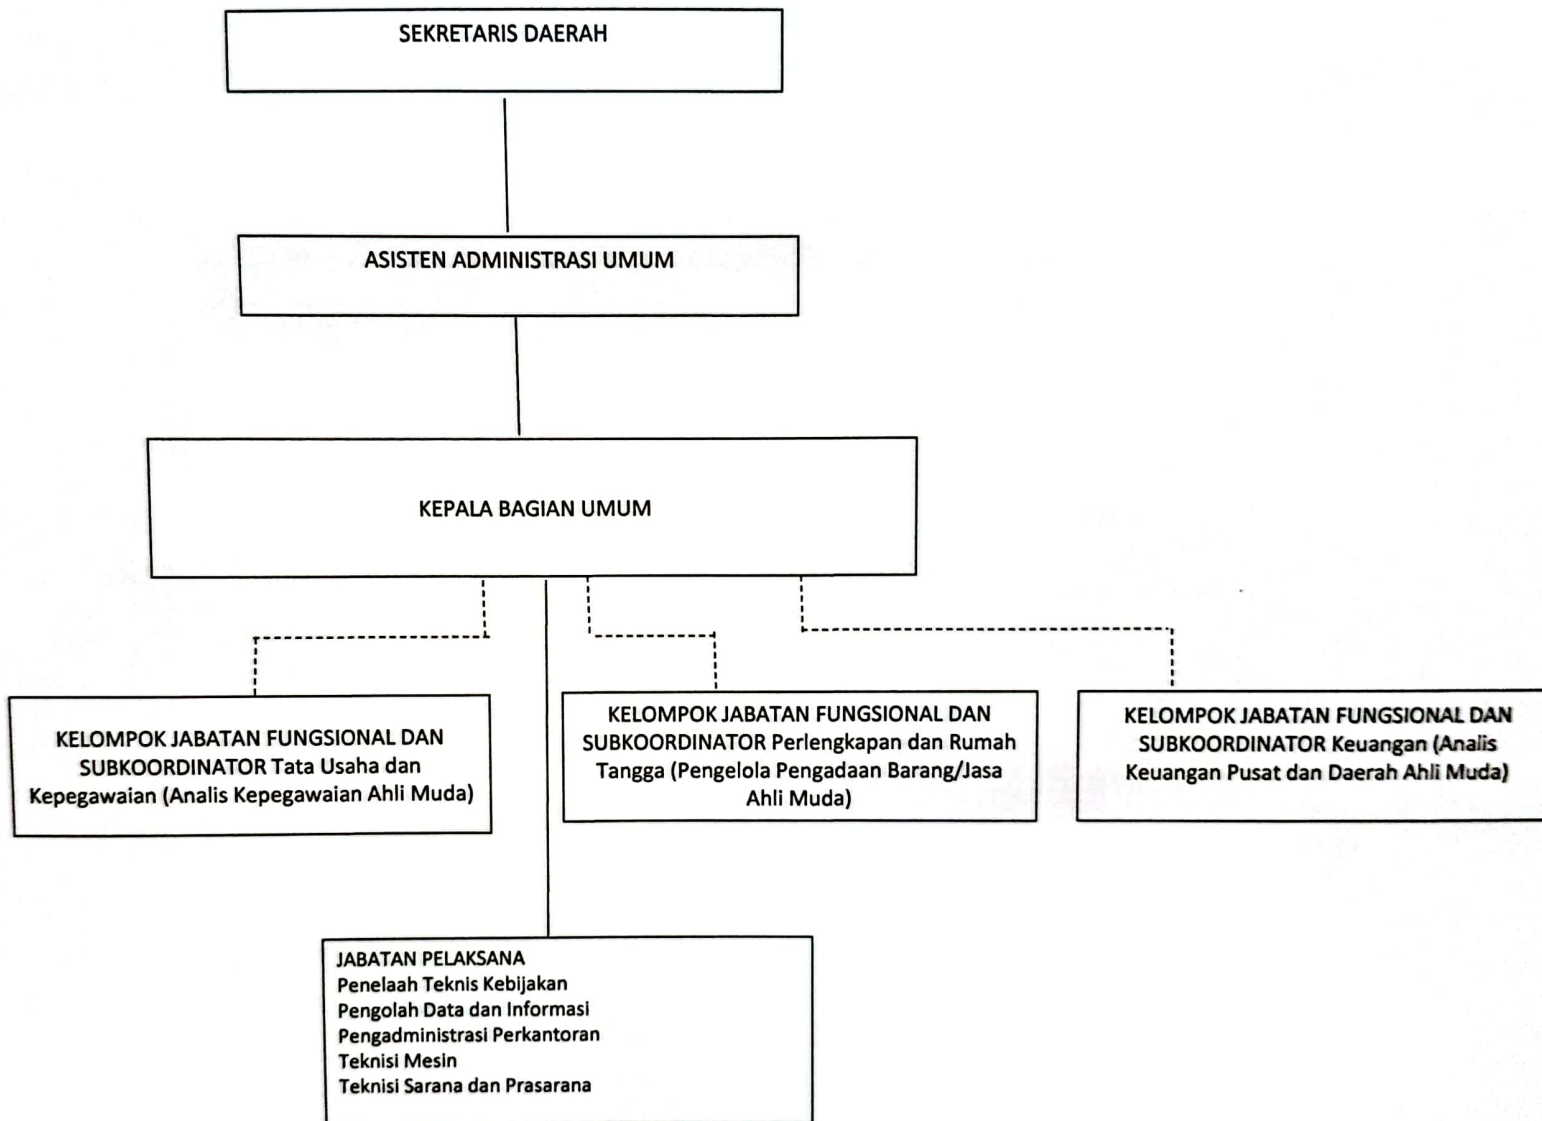 SEKRETARIS DAERAH
ASISTEN ADMINISTRASI UMUM
KEPALA BAGIAN UMUM
KELOMPOK JABATAN FUNGSIONAL DAN
SUBKOORDINATOR Tata Usaha dan
Kepegawaian (Analis Kepegawaian Ahli Muda)
KELOMPOK JABATAN FUNGSIONAL DAN
SUBKOORDINATOR Perlengkapan dan Rumah
Tangga (Pengelola Pengadaan Barang/Jasa
Ahli Muda)
KELOMPOK JABATAN FUNGSIONAL DAN
SUBKOORDINATOR Keuangan (Analis
Keuangan Pusat dan Daerah Ahli Muda)
JABATAN PELAKSANA
Penelaah Teknis Kebijakan
Pengolah Data dan Informasi
Pengadministrasi Perkantoran
Teknisi Mesin
Teknisi Sarana dan Prasarana